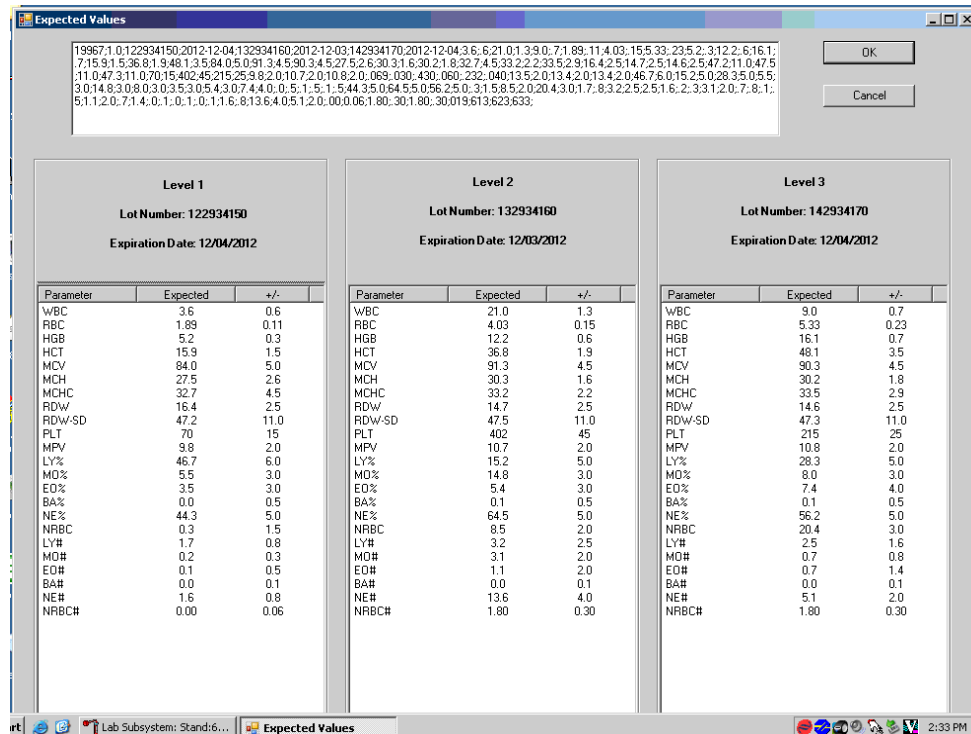 Expected Values
19967;1.0;122934150;2012-12-04;132934160;2012-12-03;142934170;2012-12-04;3.6;.6;21.0;1.3;9.0;.7;1.89;.11;4.03;.15;5.33;.23;5.2;.3;12.2;.6;16.1;
.7;15.9;1.5;36.8;1.9;48.1;3.5;84.0;5.0;91.3;4.5;90.3;4.5;27.5;2.6;30.3;1.6;30.2;1.8;32.7;4.5;33.2;2.2;33.5;2.9;16.4;2.5;14.7;2.5;14.6;2.5;47.2;11.0;47.5
;11.0;47.3;11.0;70;15;402;45;215;25;9.8;2.0;10.7;2.0;10.8;2.0;.069;.030;.430;.060;.232;.040;13.5;2.0;13.4;2.0;13.4;2.0;46.7;6.0;15.2;5.0;28.3;5.0;5.5;
3.0;14.8;3.0;8.0;3.0;3.5;3.0;5.4;3.0;7.4;4.0;.0;.5;.1;.5;.1;.5;44.3;5.0;64.5;5.0;56.2;5.0;.3;1.5;8.5;2.0;20.4;3.0;1.7;.8;3.2;2.5;2.5;1.6;.2;.3;3.1;2.0;.7;.8;.1;.
5;1.1;2.0;.7;1.4;.0;.1;.0;.1;.0;.1;1.6;.8;13.6;4.0;5.1;2.0;.00;0.06;1.80;.30;1.80;.30;019;613;623;633;
OK
Cancel
Level 1
Lot Number: 122934150
Expiration Date: 12/04/2012
Parameter Expected +/-
WBC 3.6 0.6
RBC 1.89 0.11
HGB 5.2 0.3
HCT 15.9 1.5
MCV 84.0 5.0
MCH 27.5 2.6
MCHC 32.7 4.5
RDW 16.4 2.5
RDW-SD 47.2 11.0
PLT 70 15
MPV 9.8 2.0
LY% 46.7 6.0
MO% 5.5 3.0
EO% 3.5 3.0
BA% 0.0 0.5
NE% 44.3 5.0
NRBC 0.3 1.5
LY# 1.7 0.8
MO# 0.2 0.3
EO# 0.1 0.5
BA# 0.0 0.1
NE# 1.6 0.8
NRBC# 0.00 0.06
Level 2
Lot Number: 132934160
Expiration Date: 12/03/2012
Parameter Expected +/-
WBC 21.0 1.3
RBC 4.03 0.15
HGB 12.2 0.6
HCT 36.8 1.9
MCV 91.3 4.5
MCH 30.3 1.6
MCHC 33.2 2.2
RDW 14.7 2.5
RDW-SD 47.5 11.0
PLT 402 45
MPV 10.7 2.0
LY% 15.2 5.0
MO% 14.8 3.0
EO% 5.4 3.0
BA% 0.1 0.5
NE% 64.5 5.0
NRBC 8.5 2.0
LY# 3.2 2.5
MO# 3.1 2.0
EO# 1.1 2.0
BA# 0.0 0.1
NE# 13.6 4.0
NRBC# 1.80 0.30
Level 3
Lot Number: 142934170
Expiration Date: 12/04/2012
Parameter Expected +/-
WBC 9.0 0.7
RBC 5.33 0.23
HGB 16.1 0.7
HCT 48.1 3.5
MCV 90.3 4.5
MCH 30.2 1.8
MCHC 33.5 2.9
RDW 14.6 2.5
RDW-SD 47.3 11.0
PLT 215 25
MPV 10.8 2.0
LY% 28.3 5.0
MO% 8.0 3.0
EO% 7.4 4.0
BA% 0.1 0.5
NE% 56.2 5.0
NRBC 20.4 3.0
LY# 2.5 1.6
MO# 0.7 0.8
EO# 0.7 1.4
BA# 0.0 0.1
NE# 5.1 2.0
NRBC# 1.80 0.30
art Lab Subsystem: Stand:6... Expected Values 2:33 PM